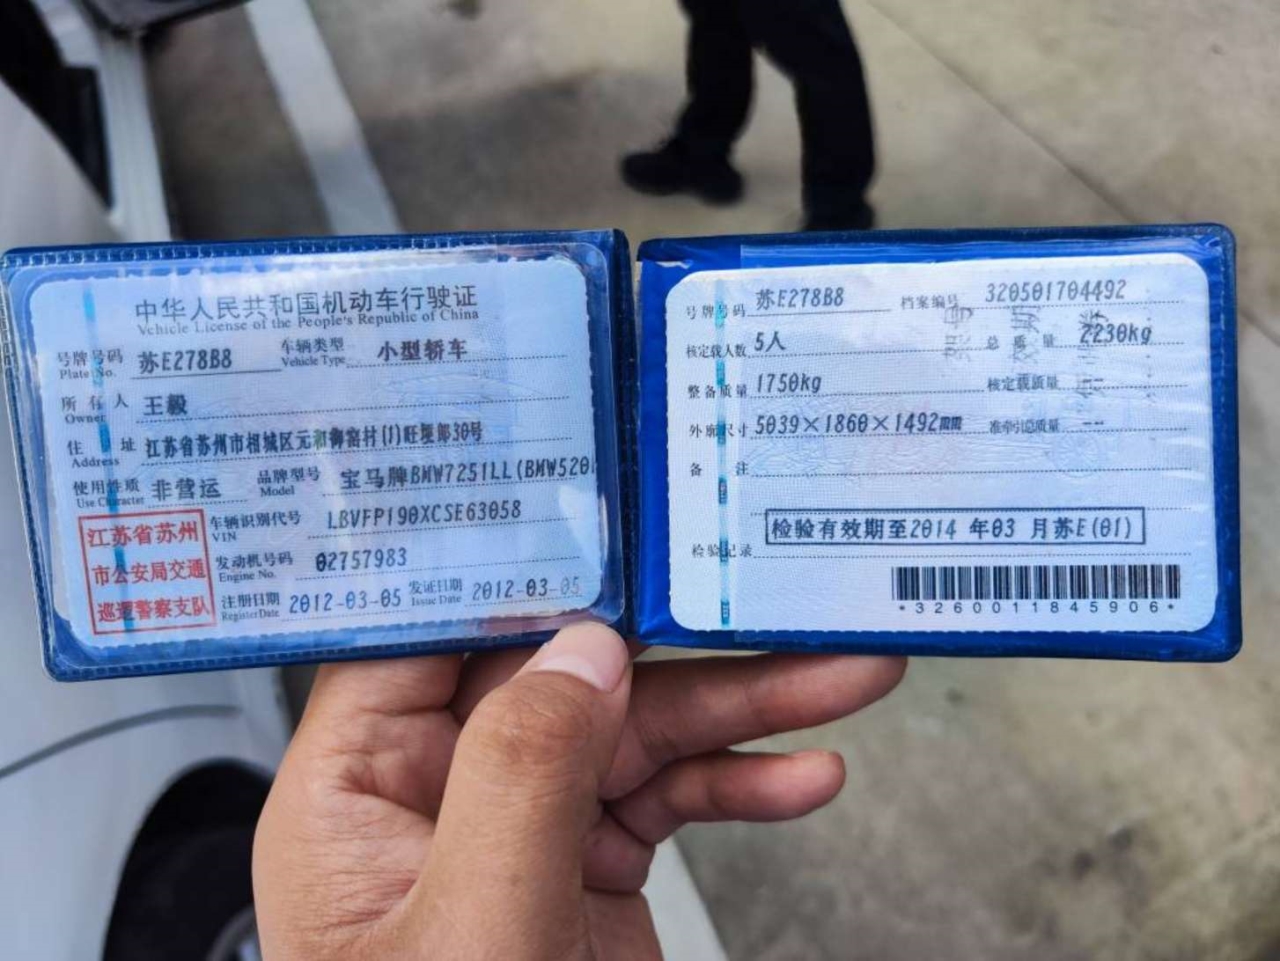 中华人民共和国机动车行驶证
Vehicle License of the People's Republic of China
号牌号码 苏E278B8 车辆类型 小型轿车
Plate No. Vehicle Type
所有人 王毅
Owner
住址 江苏省苏州市相城区元和御窑村(1)旺埂郎30号
Address
使用性质 非营运 品牌型号 宝马牌BMW7251LL(BMW520
Use Character Model
江苏省苏州
市公安局交通
巡逻警察支队
车辆识别代号 LBVFP190XCSE63058
VIN
发动机号码 02757983
Engine No.
注册日期 2012-03-05 发证日期 2012-03-05
Register Date Issue Date
号牌号码 苏E278B8 档案编号 320501704492
核定载人数 5人 总质量 2230kg
整备质量 1750kg 核定载质量 --
外廓尺寸 5039×1860×1492mm 准牵引总质量 --
备注
检验有效期至2014年03月苏E(01)
检验记录
*3260011845906*